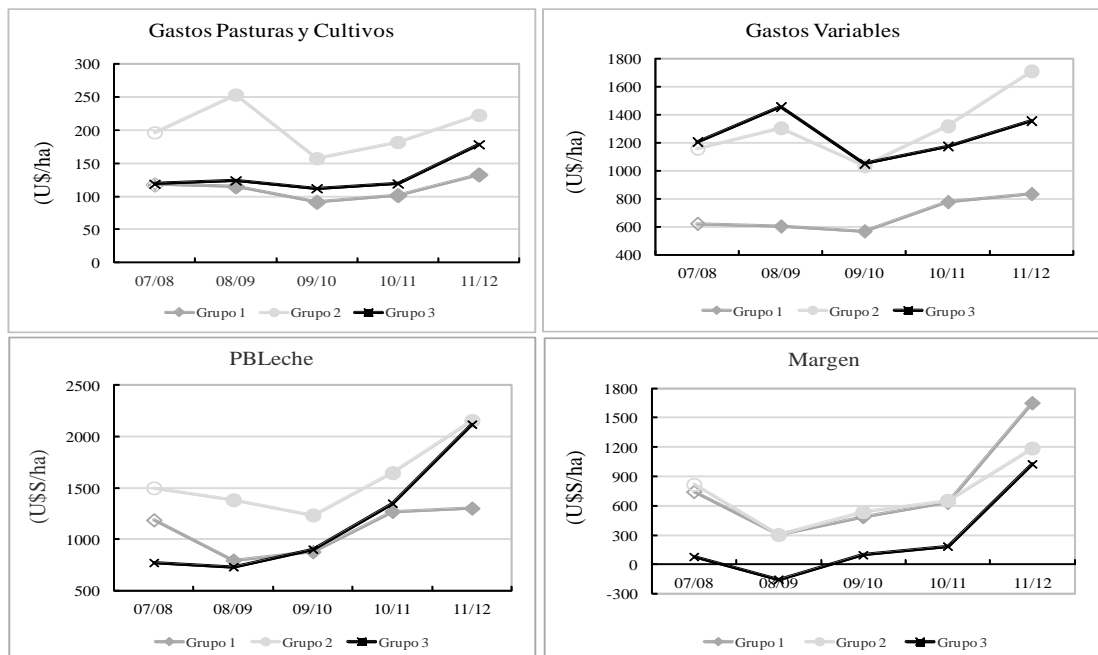 Gastos Pasturas y Cultivos
(U$/ha)
300
250
200
150
100
50
0
07/08 08/09 09/10 10/11 11/12
Grupo 1 Grupo 2 Grupo 3
Gastos Variables
(U$/ha)
1800
1600
1400
1200
1000
800
600
400
07/08 08/09 09/10 10/11 11/12
Grupo 1 Grupo 2 Grupo 3
PBLeche
(U$S/ha)
2500
2000
1500
1000
500
07/08 08/09 09/10 10/11 11/12
Grupo 1 Grupo 2 Grupo 3
Margen
(U$S/ha)
1800
1500
1200
900
600
300
0
-300
07/08 08/09 09/10 10/11 11/12
Grupo 1 Grupo 2 Grupo 3